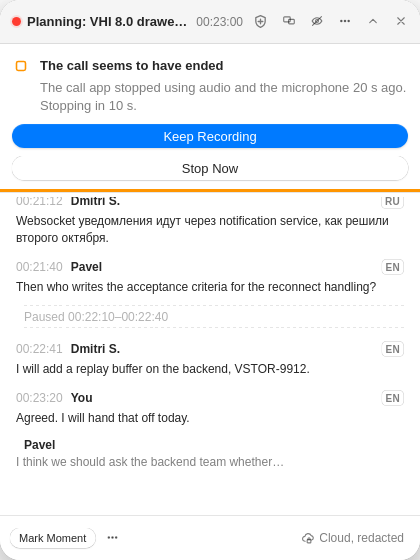 Planning: VHI 8.0 drawe… 00:23:00
The call seems to have ended
The call app stopped using audio and the microphone 20 s ago.
Stopping in 10 s.
Keep Recording
Stop Now
00:21:12 Dmitri S. RU
Websocket уведомления идут через notification service, как решили
второго октября.
00:21:40 Pavel EN
Then who writes the acceptance criteria for the reconnect handling?
Paused 00:22:10–00:22:40
00:22:41 Dmitri S. EN
I will add a replay buffer on the backend, VSTOR-9912.
00:23:20 You EN
Agreed. I will hand that off today.
Pavel
I think we should ask the backend team whether…
Mark Moment
Cloud, redacted